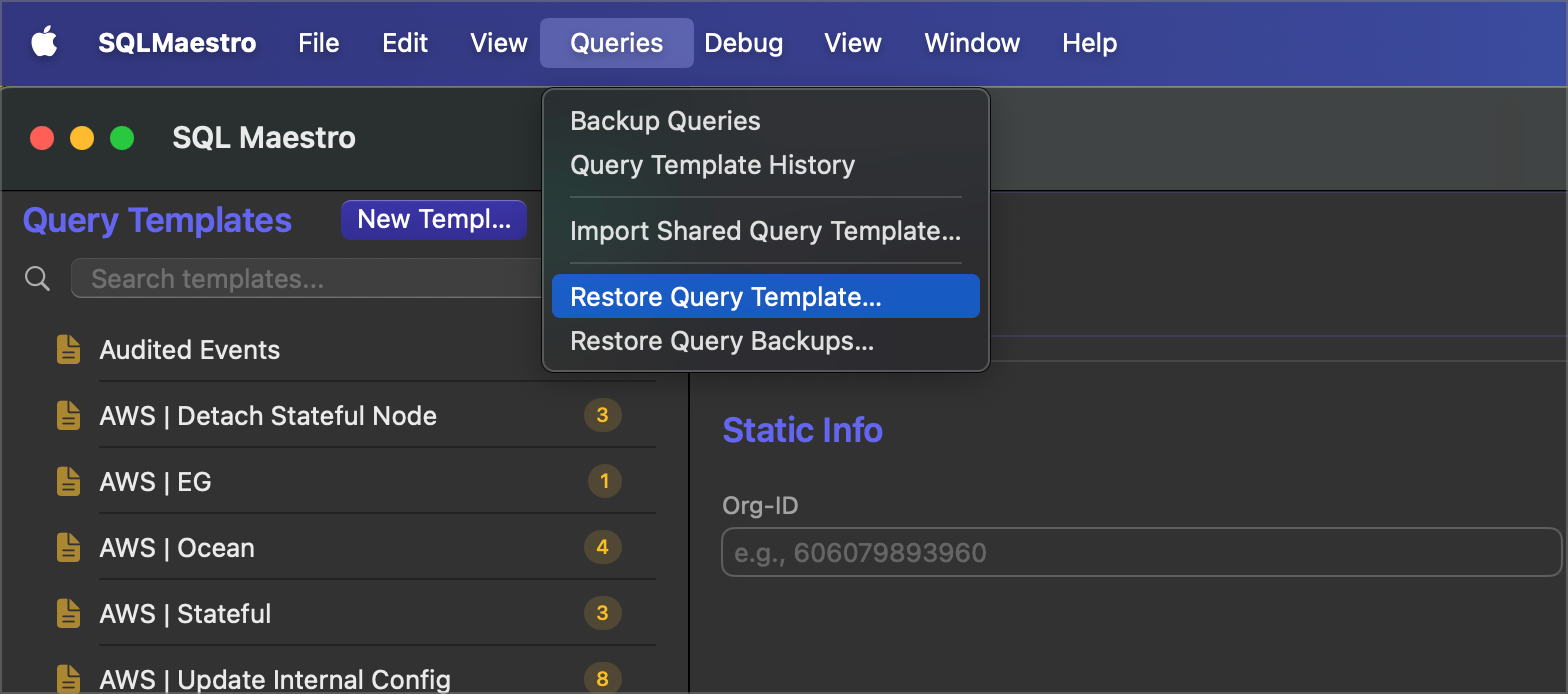 SQLMaestro File Edit View Queries Debug View Window Help
SQL Maestro
Backup Queries
Query Template History
Import Shared Query Template...
Restore Query Template...
Restore Query Backups...
Query Templates New Templ...
Search templates...
Audited Events
AWS | Detach Stateful Node 3
AWS | EG 1
AWS | Ocean 4
AWS | Stateful 3
AWS | Update Internal Config 8
Static Info
Org-ID
e.g., 606079893960